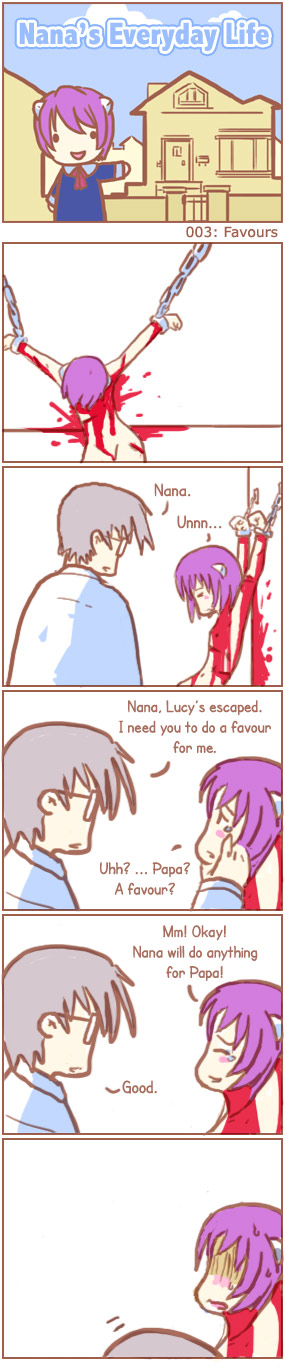 Nana's Everyday Life
003: Favours
Nana.
Unnn...
Nana, Lucy's escaped.
I need you to do a favour
for me.
Uhh? ... Papa?
A favour?
Mm! Okay!
Nana will do anything
for Papa!
Good.